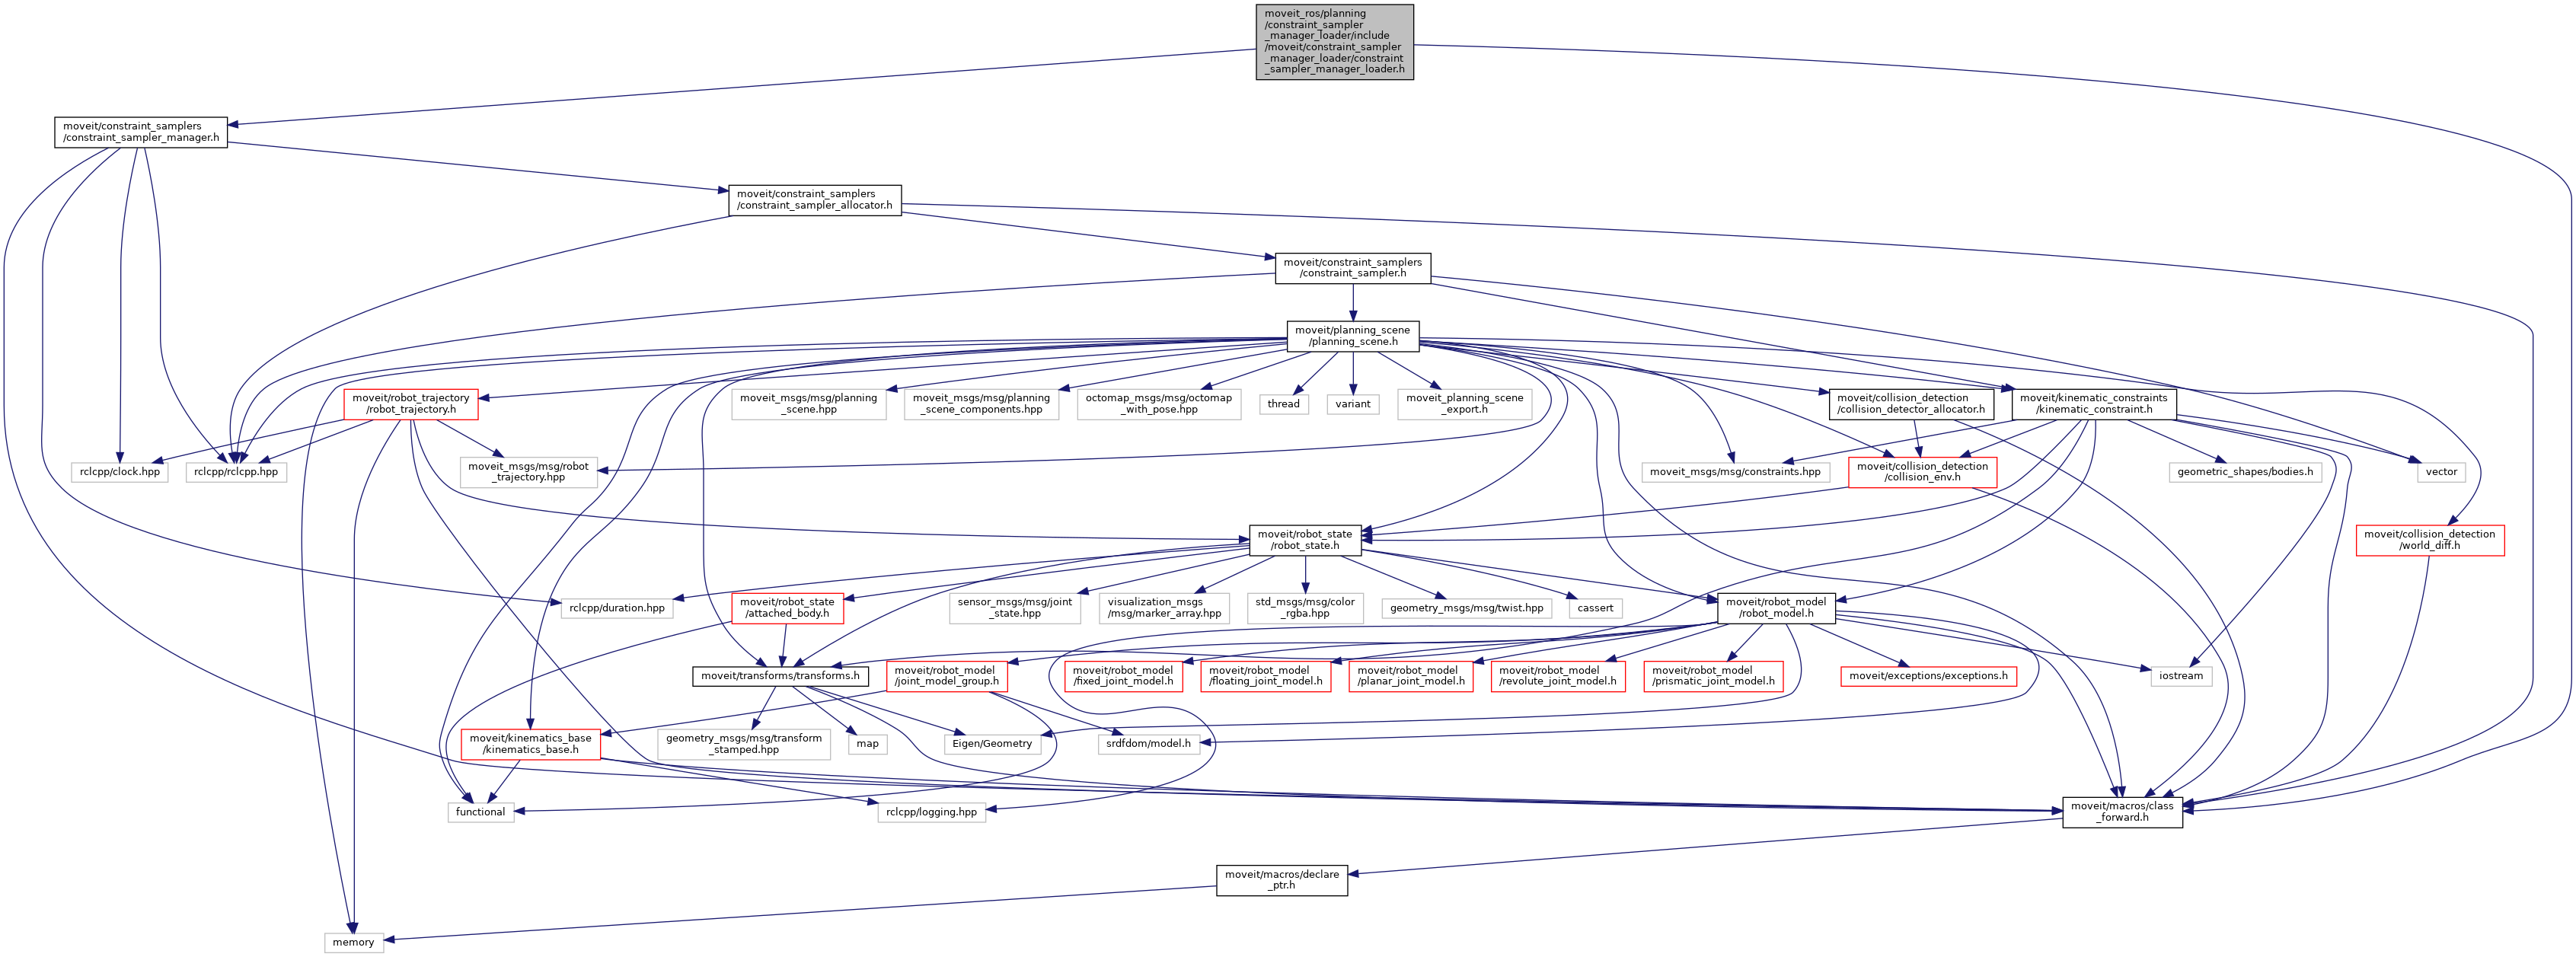 moveit_ros/planning
/constraint_sampler
_manager_loader/include
/moveit/constraint_sampler
_manager_loader/constraint
_sampler_manager_loader.h
moveit/constraint_samplers
/constraint_sampler_manager.h
moveit/constraint_samplers
/constraint_sampler_allocator.h
moveit/constraint_samplers
/constraint_sampler.h
moveit/planning_scene
/planning_scene.h
moveit/robot_trajectory
/robot_trajectory.h
moveit_msgs/msg/planning
_scene.hpp
moveit_msgs/msg/planning
_scene_components.hpp
octomap_msgs/msg/octomap
_with_pose.hpp
thread
variant
moveit_planning_scene
_export.h
moveit/collision_detection
/collision_detector_allocator.h
moveit/kinematic_constraints
/kinematic_constraint.h
rclcpp/clock.hpp
rclcpp/rclcpp.hpp
moveit_msgs/msg/robot
_trajectory.hpp
moveit_msgs/msg/constraints.hpp
moveit/collision_detection
/collision_env.h
geometric_shapes/bodies.h
vector
moveit/robot_state
/robot_state.h
moveit/collision_detection
/world_diff.h
rclcpp/duration.hpp
moveit/robot_state
/attached_body.h
sensor_msgs/msg/joint
_state.hpp
visualization_msgs
/msg/marker_array.hpp
std_msgs/msg/color
_rgba.hpp
geometry_msgs/msg/twist.hpp
cassert
moveit/robot_model
/robot_model.h
moveit/transforms/transforms.h
moveit/robot_model
/joint_model_group.h
moveit/robot_model
/fixed_joint_model.h
moveit/robot_model
/floating_joint_model.h
moveit/robot_model
/planar_joint_model.h
moveit/robot_model
/revolute_joint_model.h
moveit/robot_model
/prismatic_joint_model.h
moveit/exceptions/exceptions.h
iostream
moveit/kinematics_base
/kinematics_base.h
geometry_msgs/msg/transform
_stamped.hpp
map
Eigen/Geometry
srdfdom/model.h
functional
rclcpp/logging.hpp
moveit/macros/class
_forward.h
moveit/macros/declare
_ptr.h
memory